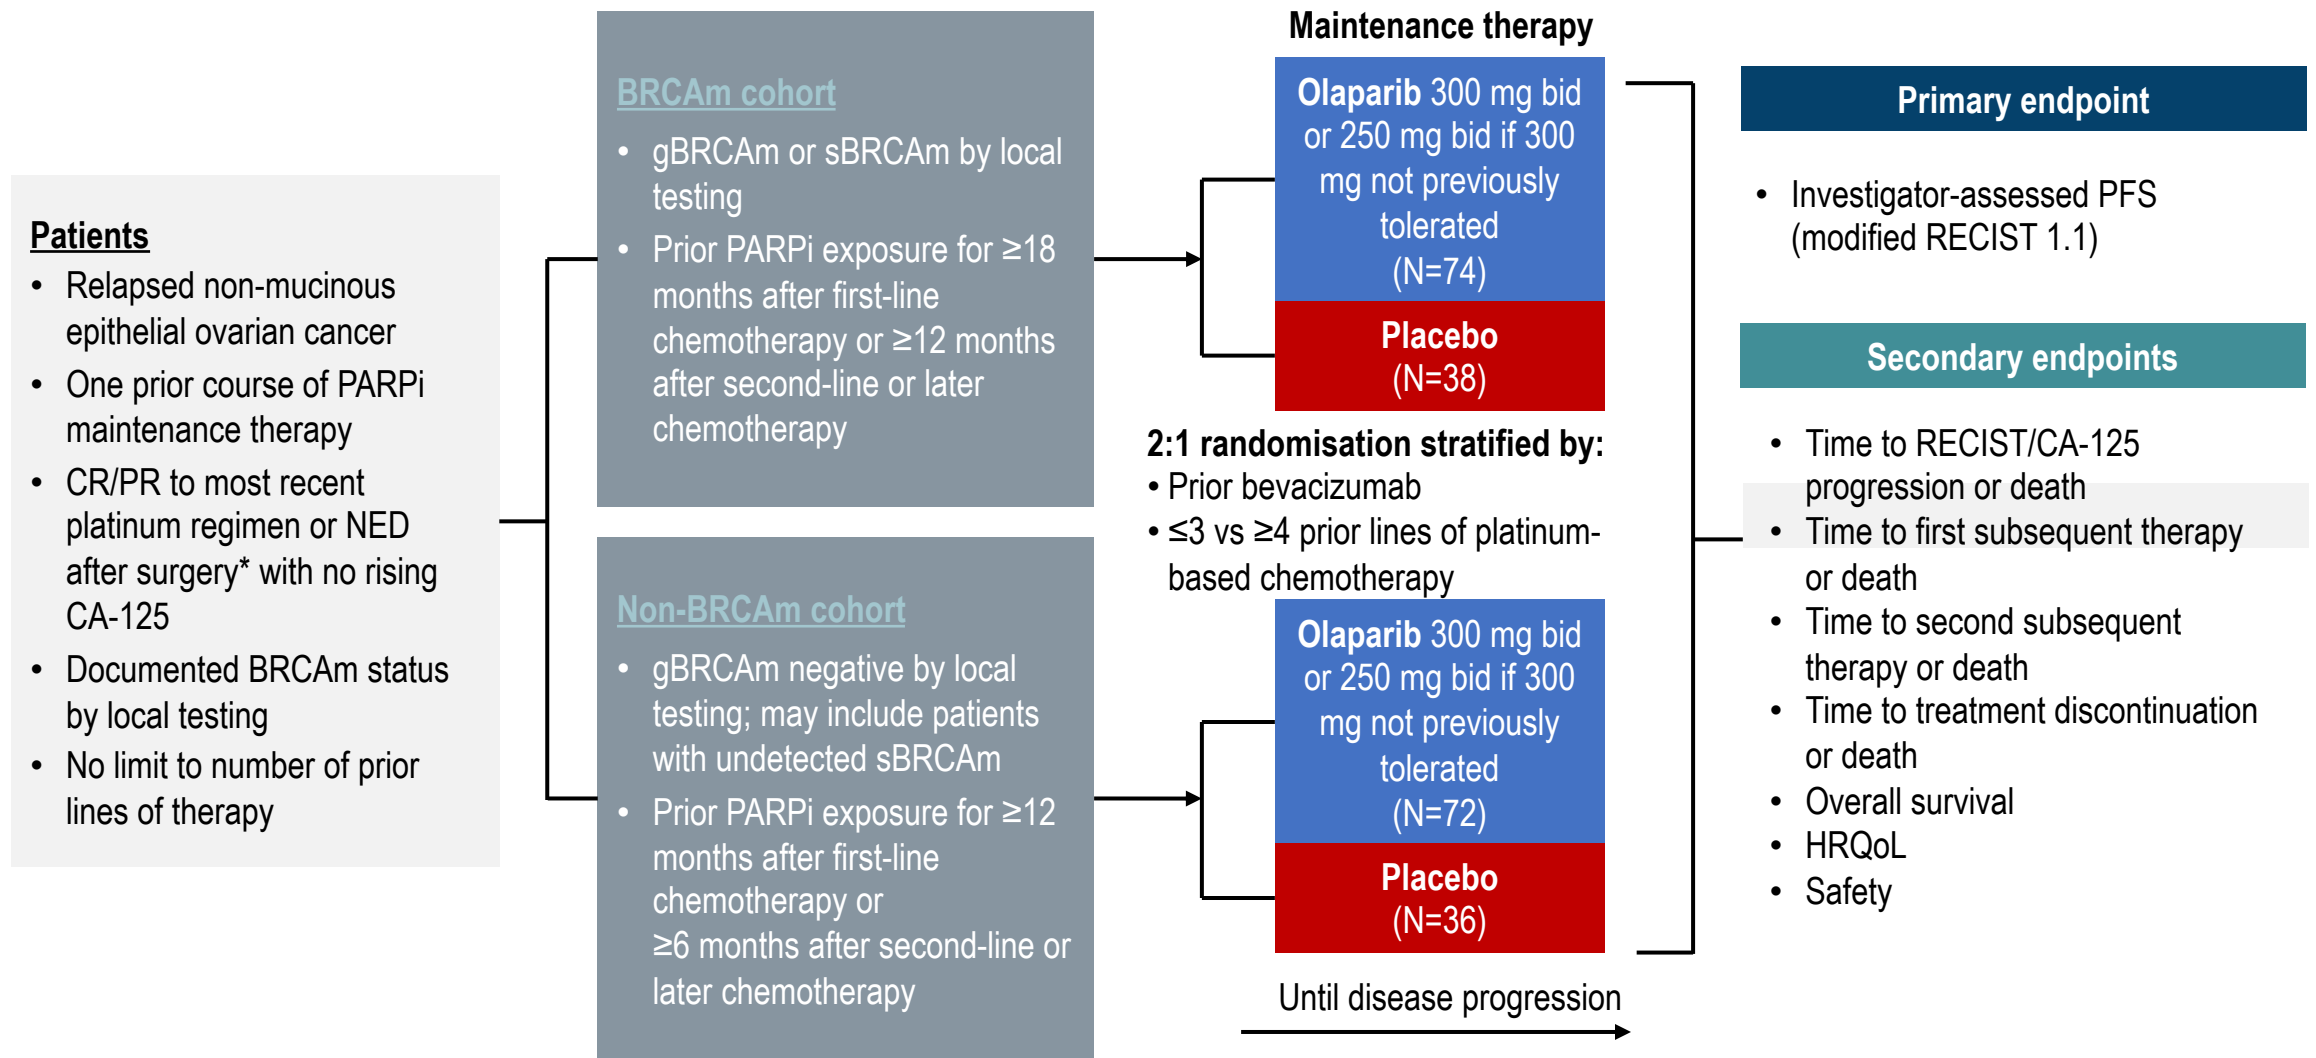 Patients
• Relapsed non-mucinous
epithelial ovarian cancer
• One prior course of PARPi
maintenance therapy
• CR/PR to most recent
platinum regimen or NED
after surgery* with no rising
CA-125
• Documented BRCAm status
by local testing
• No limit to number of prior
lines of therapy
BRCAm cohort
• gBRCAm or sBRCAm by local
testing
• Prior PARPi exposure for ≥18
months after first-line
chemotherapy or ≥12 months
after second-line or later
chemotherapy
Non-BRCAm cohort
• gBRCAm negative by local
testing; may include patients
with undetected sBRCAm
• Prior PARPi exposure for ≥12
months after first-line
chemotherapy or
≥6 months after second-line or
later chemotherapy
Maintenance therapy
Olaparib 300 mg bid
or 250 mg bid if 300
mg not previously
tolerated
(N=74)
Placebo
(N=38)
2:1 randomisation stratified by:
• Prior bevacizumab
• ≤3 vs ≥4 prior lines of platinum-
based chemotherapy
Olaparib 300 mg bid
or 250 mg bid if 300
mg not previously
tolerated
(N=72)
Placebo
(N=36)
Until disease progression
Primary endpoint
• Investigator-assessed PFS
(modified RECIST 1.1)
Secondary endpoints
• Time to RECIST/CA-125
progression or death
• Time to first subsequent therapy
or death
• Time to second subsequent
therapy or death
• Time to treatment discontinuation
or death
• Overall survival
• HRQoL
• Safety